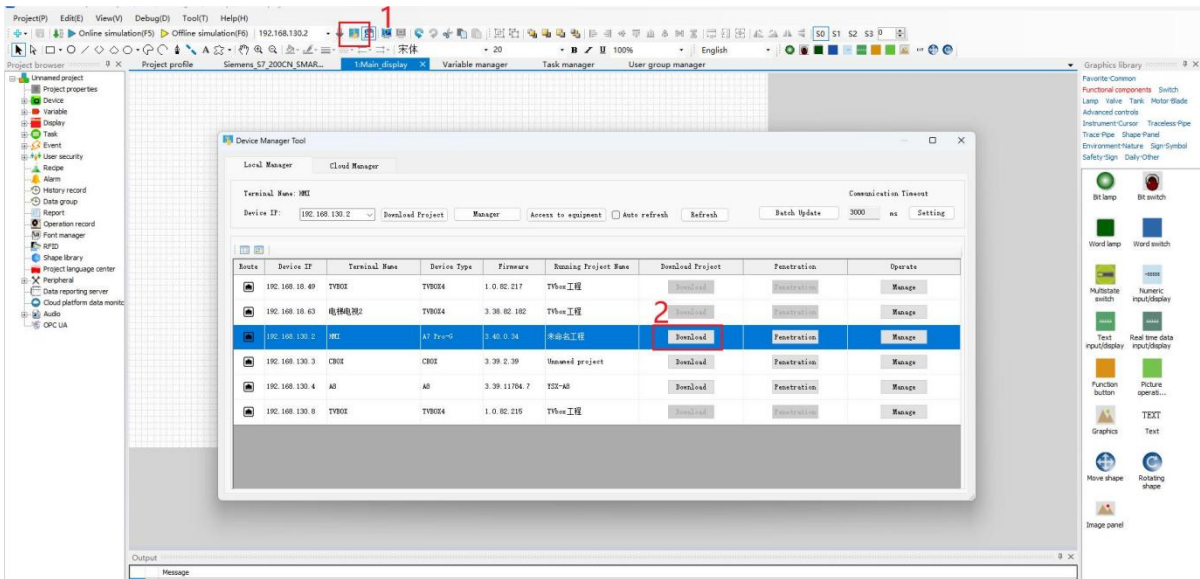 1
Project(P) Edit(E) View(V) Debug(D) Tool(T) Help(H)
Online simulation(F5) Offline simulation(F6) 192.168.130.2 S0 S1 S2 S3 0
宋体 20 B I U 100% English
Project browser
Project profile Siemens_S7_200CN_SMAR... 1:Main_display Variable manager Task manager User group manager
Graphics library
Unnamed project
Project properties
Device
Variable
Display
Task
Event
User security
Recipe
Alarm
History record
Data group
Report
Operation record
Font manager
RFID
Shape library
Project language center
Peripheral
Data reporting server
Cloud platform data monitc
Audio
OPC UA
Device Manager Tool
Local Manager Cloud Manager
Terminal Name: HMI Communication Timeout
Device IP: 192.168.130.2 Download Project Manager Access to equipment Auto refresh Refresh Batch Update 3000 ms Setting
Route Device IP Terminal Name Device Type Firmware Running Project Name Download Project Penetration Operate
192.168.18.49 TVBOX TVBOX4 1.0.82.217 TVbox工程 Download Penetration Manage
192.168.18.63 电梯电视2 TVBOX4 3.38.82.182 TVbox工程 Download Penetration Manage
2
192.168.130.2 HMI A7 Pro-G 3.40.0.34 未命名工程 Download Penetration Manage
192.168.130.3 CBOX CBOX 3.39.2.39 Unnamed project Download Penetration Manage
192.168.130.4 A8 A8 3.39.11784.7 YSX-A8 Download Penetration Manage
192.168.130.8 TVBOX TVBOX4 1.0.82.215 TVbox工程 Download Penetration Manage
Favorite·Common
Functional components Switch
Lamp Valve Tank Motor·Blade
Advanced controls
Instrument·Cursor Traceless·Pipe
Trace·Pipe Shape·Panel
Environment·Nature Sign·Symbol
Safety·Sign Daily·Other
Bit lamp Bit switch
Word lamp Word switch
Multistate switch Numeric input/display
Text input/display Real time data input/display
Function button Picture operati...
TEXT
Graphics Text
Move shape Rotating shape
Image panel
Output
Message